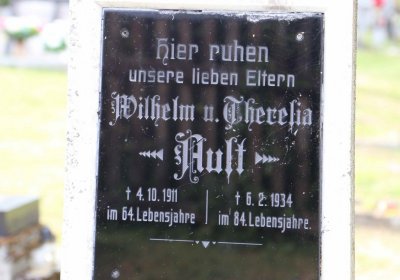 Hier ruhen
unsere lieben Eltern
Wilhelm u. Theresia
Ault
† 4.10.1911 † 6.2.1934
im 64. Lebensjahre im 84. Lebensjahre.